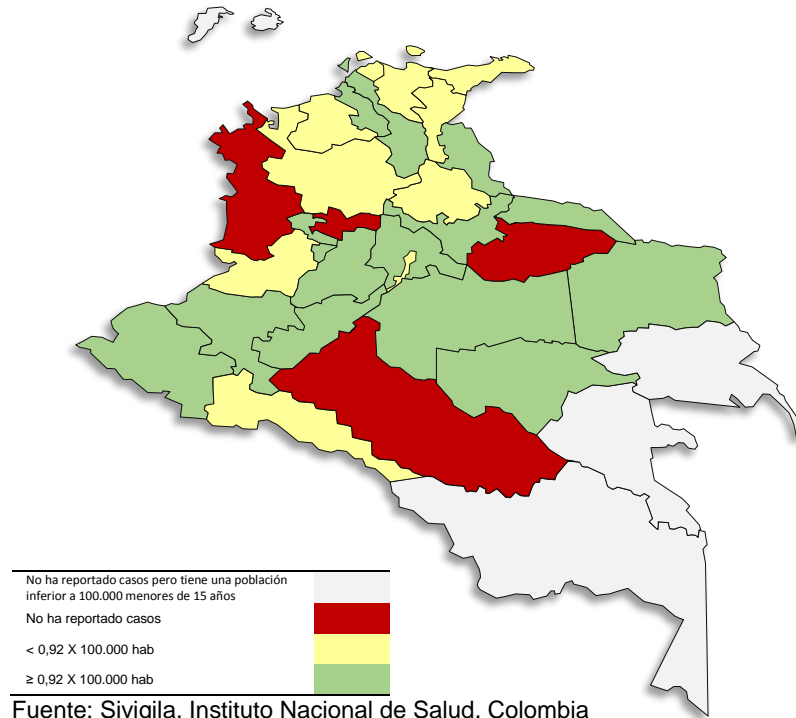 No ha reportado casos pero tiene una población
inferior a 100.000 menores de 15 años
No ha reportado casos
< 0,92 X 100.000 hab
≥ 0,92 X 100.000 hab
Fuente: Sivigila, Instituto Nacional de Salud, Colombia